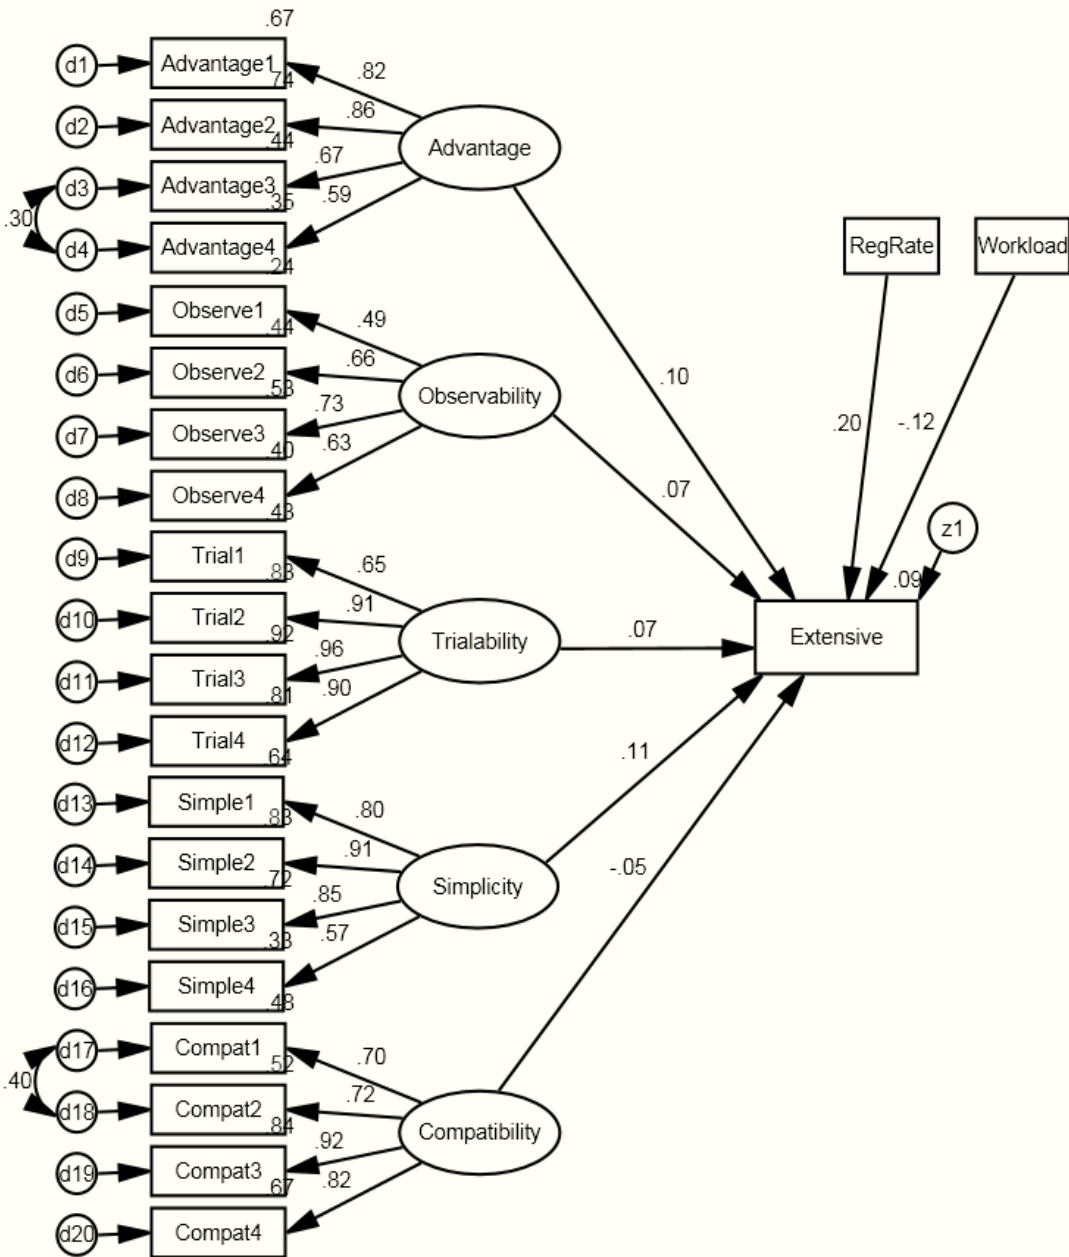 .67
d1 Advantage1 .82
.74
d2 Advantage2 .86
.44
d3 Advantage3 .67
.35
d4 Advantage4 .59
.30
Advantage
.24
d5 Observe1 .49
.44
d6 Observe2 .66
.53
d7 Observe3 .73
.40
d8 Observe4 .63
Observability
.43
d9 Trial1 .65
.83
d10 Trial2 .91
.92
d11 Trial3 .96
.81
d12 Trial4 .90
Trialability
.64
d13 Simple1 .80
.83
d14 Simple2 .91
.72
d15 Simple3 .85
.33
d16 Simple4 .57
Simplicity
.48
d17 Compat1 .70
.52
d18 Compat2 .72
.84
d19 Compat3 .92
.67
d20 Compat4 .82
.40
Compatibility
RegRate
Workload
.10
.20
-.12
.07
z1
.09
.07
Extensive
.11
-.05